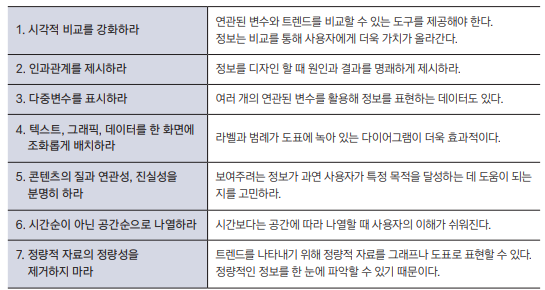 1. 시각적 비교를 강화하라
연관된 변수와 트렌드를 비교할 수 있는 도구를 제공해야 한다.
정보는 비교를 통해 사용자에게 더욱 가치가 올라간다.
2. 인과관계를 제시하라
정보를 디자인 할 때 원인과 결과를 명쾌하게 제시하라.
3. 다중변수를 표시하라
여러 개의 연관된 변수를 활용해 정보를 표현하는 데이터도 있다.
4. 텍스트, 그래픽, 데이터를 한 화면에
조화롭게 배치하라
라벨과 범례가 도표에 녹아 있는 다이어그램이 더욱 효과적이다.
5. 콘텐츠의 질과 연관성, 진실성을
분명히 하라
보여주려는 정보가 과연 사용자가 특정 목적을 달성하는 데 도움이 되는
지를 고민하라.
6. 시간순이 아닌 공간순으로 나열하라
시간보다는 공간에 따라 나열할 때 사용자의 이해가 쉬워진다.
7. 정량적 자료의 정량성을
제거하지 마라
트렌드를 나타내기 위해 정량적 자료를 그래프나 도표로 표현할 수 있다.
정량적인 정보를 한 눈에 파악할 수 있기 때문이다.